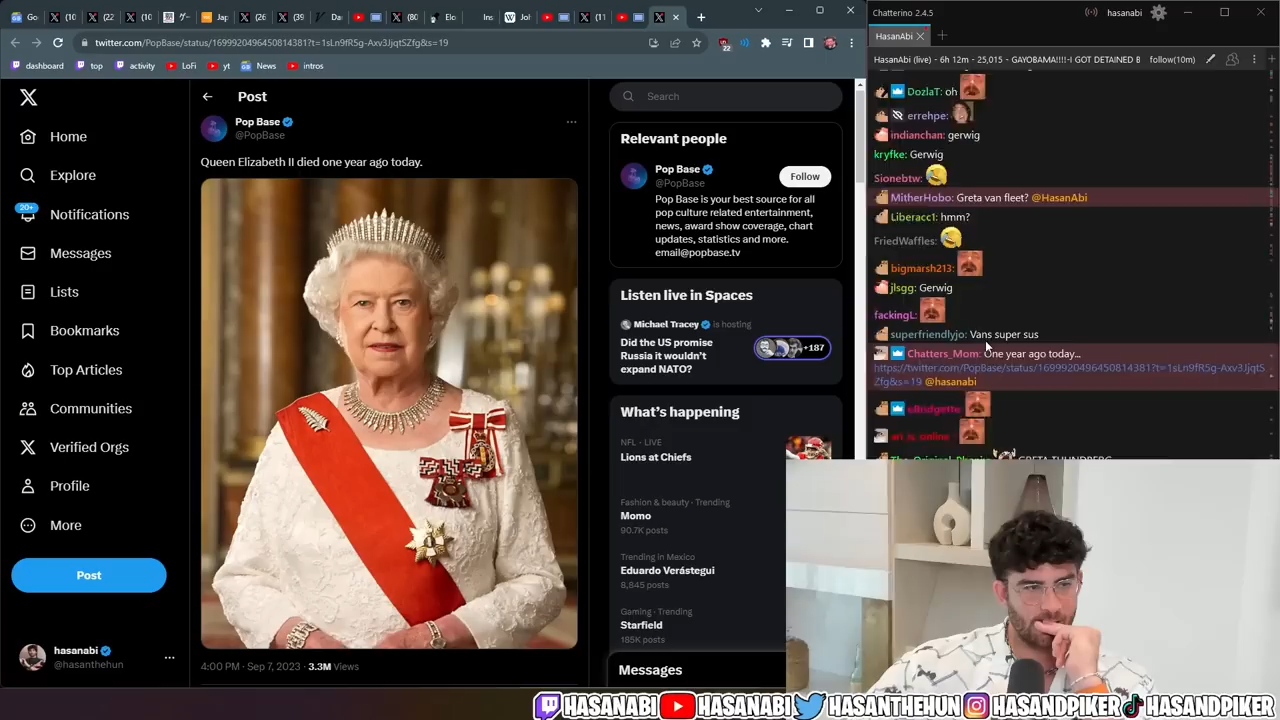 twitter.com/PopBase/status/1699920496450814381?t=1sLn9fR5g-Axv3JjqtSZfg&s=19
dashboard
top
activity
LoFi
yt
News
intros
Post
Pop Base
@PopBase
Queen Elizabeth II died one year ago today.
4:00 PM · Sep 7, 2023 · 3.3M Views
Home
Explore
20+
Notifications
Messages
Lists
Bookmarks
Top Articles
Communities
Verified Orgs
Profile
More
Post
hasanabi
@hasanthehun
Search
Relevant people
Pop Base
@PopBase
Follow
Pop Base is your best source for all
pop culture related entertainment,
news, award show coverage, chart
updates, statistics and more.
email@popbase.tv
Listen live in Spaces
Michael Tracey is hosting
Did the US promise
Russia it wouldn't
expand NATO?
+187
What's happening
NFL · LIVE
Lions at Chiefs
Fashion & beauty · Trending
Momo
90.7K posts
Trending in Mexico
Eduardo Verástegui
8,845 posts
Gaming · Trending
Starfield
185K posts
Messages
Chatterino 2.4.5
hasanabi
HasanAbi
HasanAbi (live) - 6h 12m - 25,015 - GAYOBAMA!!!!-I GOT DETAINED B
follow(10m)
DozlaT: oh
errehpe:
indianchan: gerwig
kryfke: Gerwig
Sionebtw:
MitherHobo: Greta van fleet? @HasanAbi
Liberacc1: hmm?
FriedWaffles:
bigmarsh213:
jlsgg: Gerwig
fackingL:
superfriendlyjo: Vans super sus
Chatters_Mom: One year ago today...
https://twitter.com/PopBase/status/1699920496450814381?t=1sLn9fR5g-Axv3JjqtS
Zfg&s=19 @hasanabi
HASANABI
HASANABI
HASANTHEHUN
HASANDPIKER
HASANDPIKER